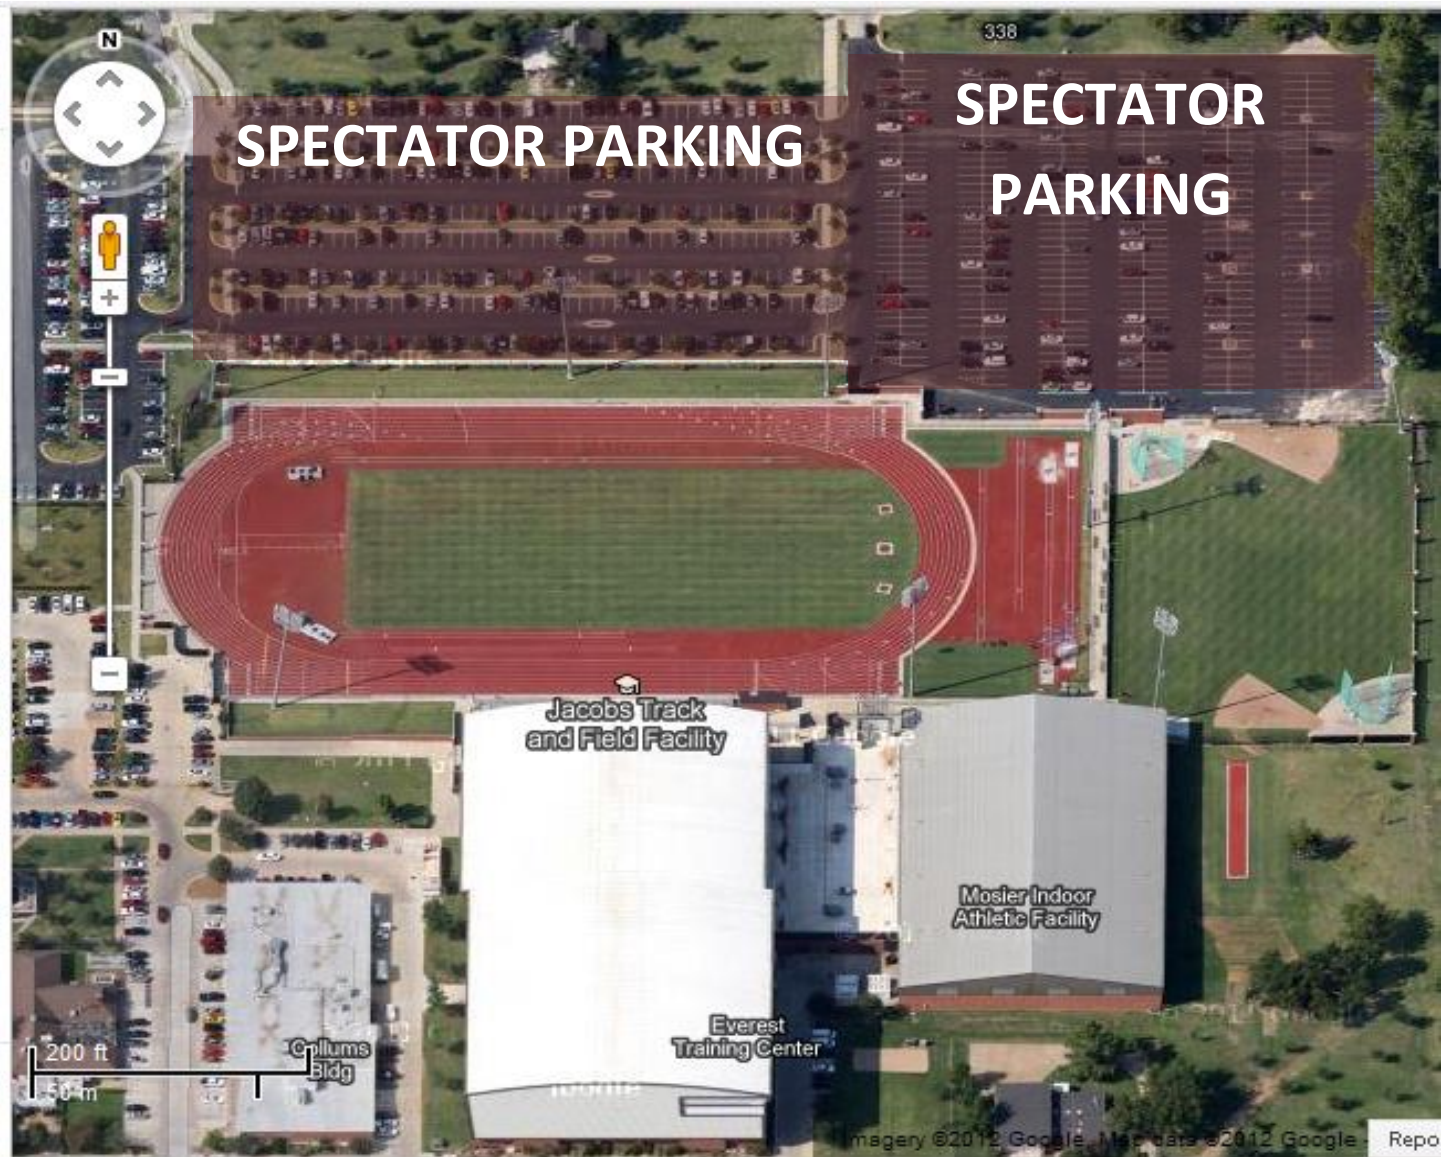 N
338
SPECTATOR PARKING
SPECTATOR
PARKING
Jacobs Track
and Field Facility
Mosier Indoor
Athletic Facility
Everest
Training Center
Collums
Bldg
200 ft
50 m
Imagery ©2012 Google, Map data ©2012 Google -
Repo